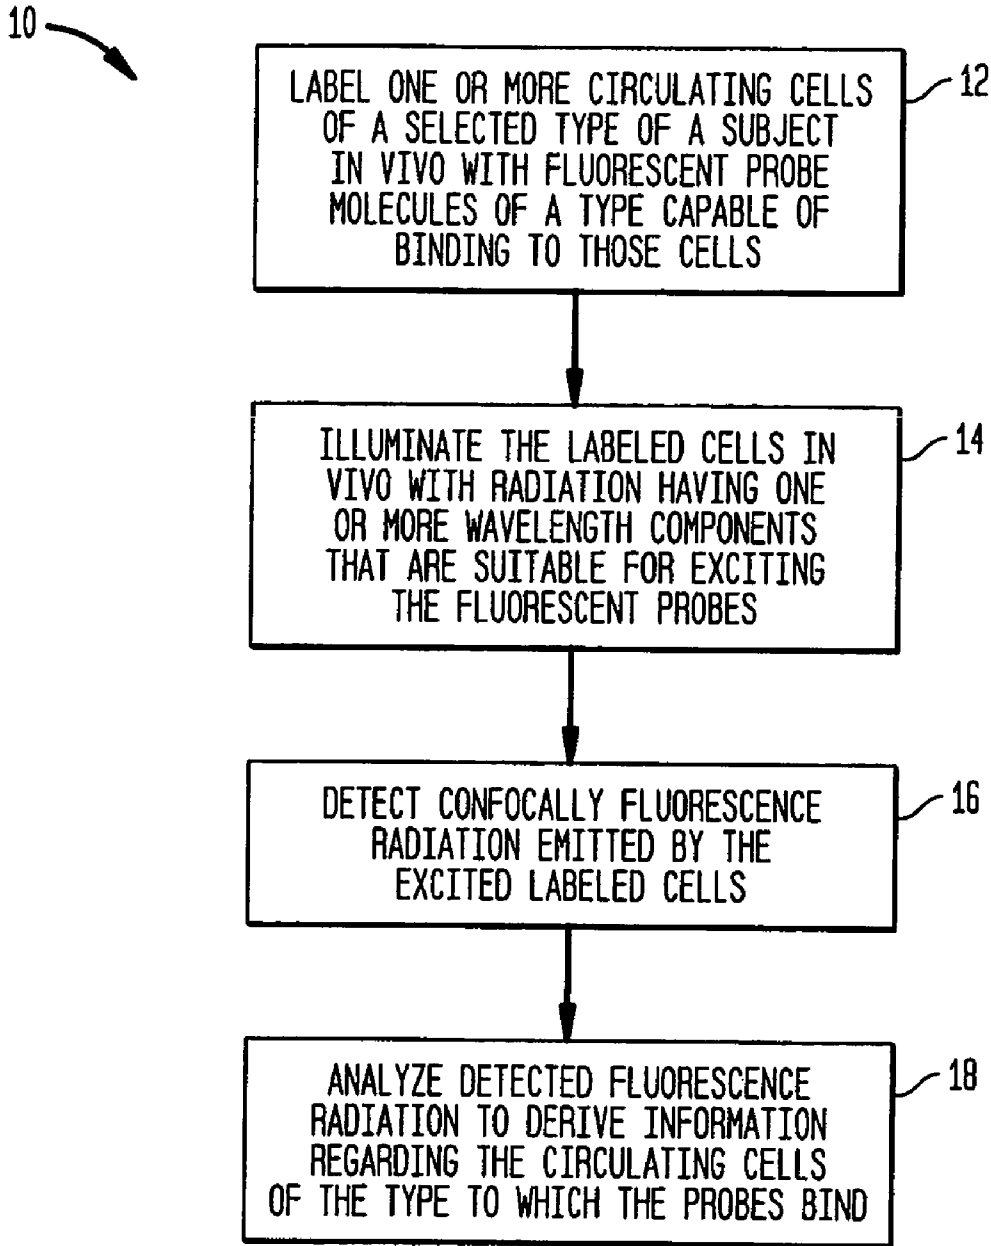 10
LABEL ONE OR MORE CIRCULATING CELLS
OF A SELECTED TYPE OF A SUBJECT
IN VIVO WITH FLUORESCENT PROBE
MOLECULES OF A TYPE CAPABLE OF
BINDING TO THOSE CELLS
12
ILLUMINATE THE LABELED CELLS IN
VIVO WITH RADIATION HAVING ONE
OR MORE WAVELENGTH COMPONENTS
THAT ARE SUITABLE FOR EXCITING
THE FLUORESCENT PROBES
14
DETECT CONFOCALLY FLUORESCENCE
RADIATION EMITTED BY THE
EXCITED LABELED CELLS
16
ANALYZE DETECTED FLUORESCENCE
RADIATION TO DERIVE INFORMATION
REGARDING THE CIRCULATING CELLS
OF THE TYPE TO WHICH THE PROBES BIND
18